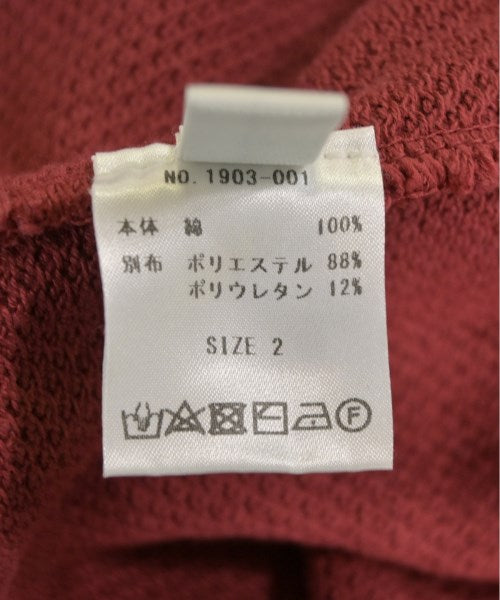 NO. 1903-001
本体 綿 100%
別布 ポリエステル 88%
ポリウレタン 12%
SIZE 2
F